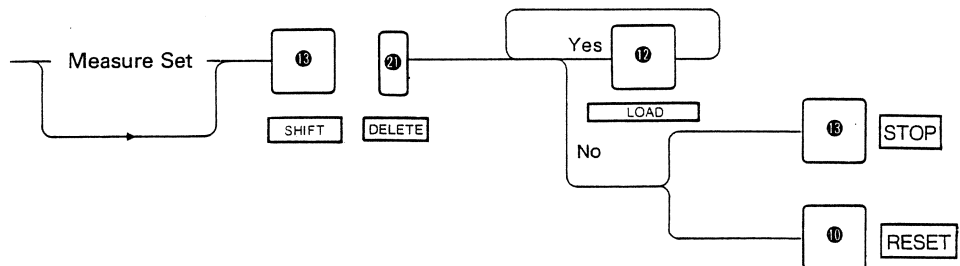 Measure Set
⓭
SHIFT
㉑
DELETE
Yes
⓬
LOAD
No
⓭
STOP
❿
RESET